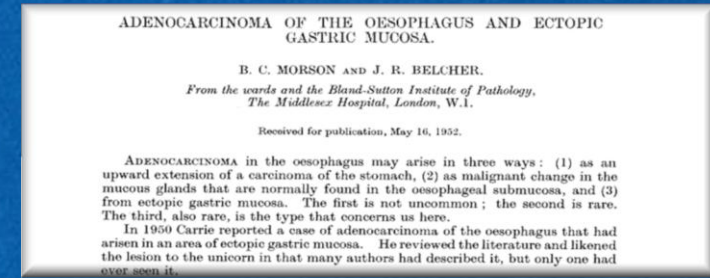 ADENOCARCINOMA OF THE OESOPHAGUS AND ECTOPIC
GASTRIC MUCOSA.
B. C. MORSON AND J. R. BELCHER.
From the wards and the Bland-Sutton Institute of Pathology,
The Middlesex Hospital, London, W.1.
Received for publication, May 16, 1952.
ADENOCARCINOMA in the oesophagus may arise in three ways : (1) as an
upward extension of a carcinoma of the stomach, (2) as malignant change in the
mucous glands that are normally found in the oesophageal submucosa, and (3)
from ectopic gastric mucosa. The first is not uncommon ; the second is rare.
The third, also rare, is the type that concerns us here.
In 1950 Carrie reported a case of adenocarcinoma of the oesophagus that had
arisen in an area of ectopic gastric mucosa. He reviewed the literature and likened
the lesion to the unicorn in that many authors had described it, but only one had
ever seen it.